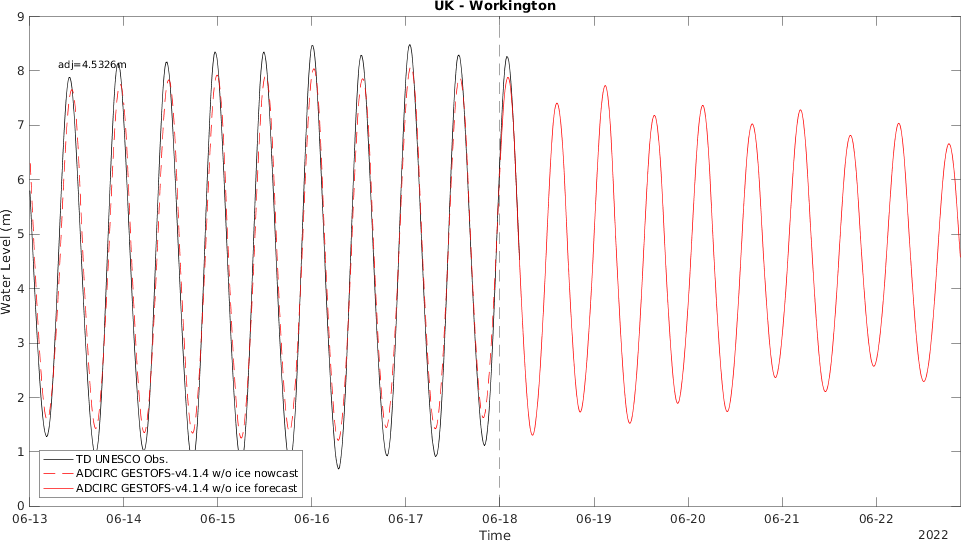 UK - Workington
9
8
7
6
5
4
3
2
1
0
Water Level (m)
adj=4.5326m
TD UNESCO Obs.
ADCIRC GESTOFS-v4.1.4 w/o ice nowcast
ADCIRC GESTOFS-v4.1.4 w/o ice forecast
06-13 06-14 06-15 06-16 06-17 06-18 06-19 06-20 06-21 06-22
Time
2022